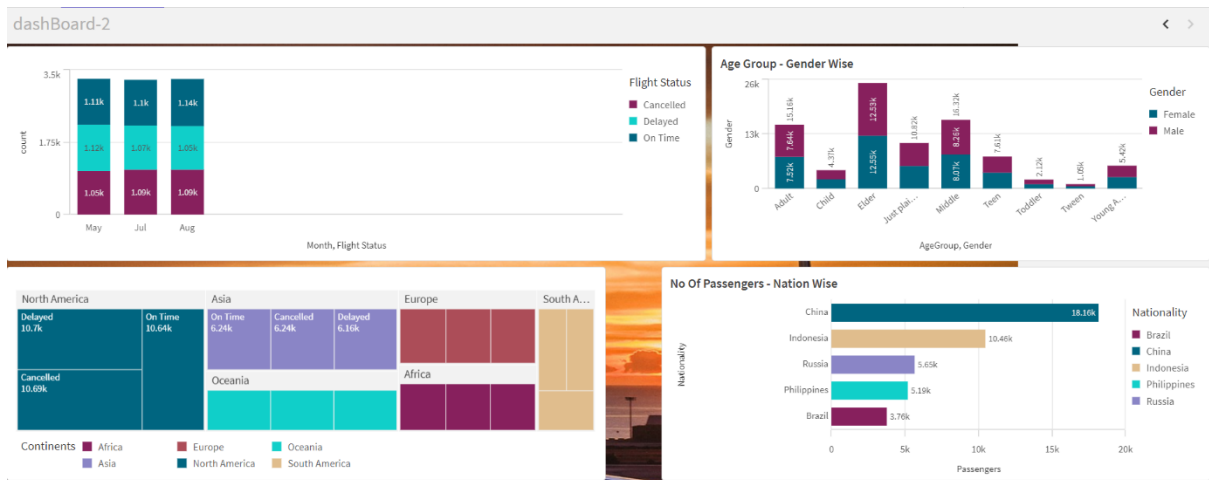 dashBoard-2
3.5k
1.75k
0
count
1.11k 1.1k 1.14k
1.12k 1.07k 1.05k
1.05k 1.09k 1.09k
May Jul Aug
Month, Flight Status
Flight Status
Cancelled
Delayed
On Time
Age Group - Gender Wise
26k
13k
0
Gender
15.16k
7.64k
7.52k
4.37k
12.53k
12.55k
10.82k
16.32k
8.26k
8.07k
7.61k
2.12k
1.05k
5.42k
Adult
Child
Elder
Just plai...
Middle
Teen
Toddler
Tween
Young A...
AgeGroup, Gender
Gender
Female
Male
North America
Delayed
10.7k
On Time
10.64k
Cancelled
10.69k
Asia
On Time
6.24k
Cancelled
6.24k
Delayed
6.16k
Oceania
Europe
Africa
South A...
Continents
Africa
Europe
Oceania
Asia
North America
South America
No Of Passengers - Nation Wise
Nationality
China 18.16k
Indonesia 10.46k
Russia 5.65k
Philippines 5.19k
Brazil 3.76k
0 5k 10k 15k 20k
Passengers
Nationality
Brazil
China
Indonesia
Philippines
Russia